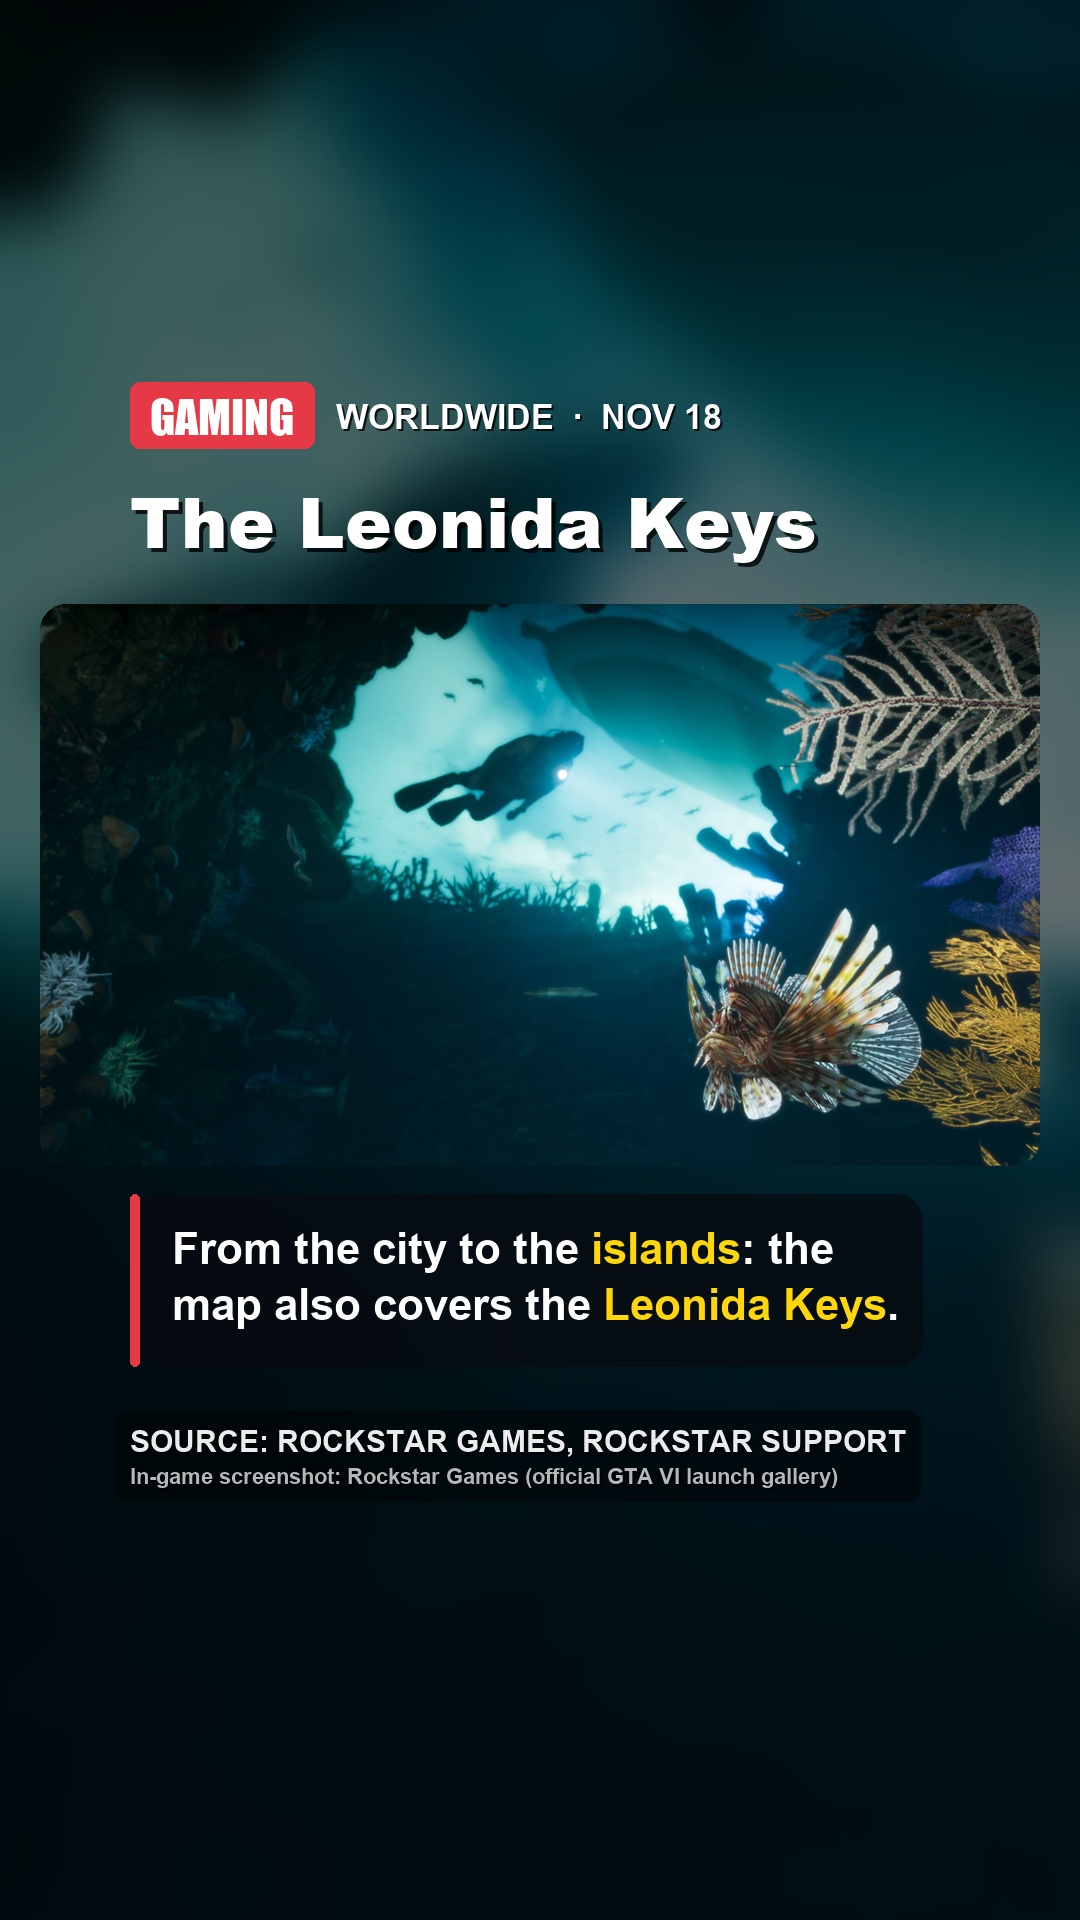 GAMING
WORLDWIDE · NOV 18
The Leonida Keys
From the city to the islands: the
map also covers the Leonida Keys.
SOURCE: ROCKSTAR GAMES, ROCKSTAR SUPPORT
In-game screenshot: Rockstar Games (official GTA VI launch gallery)